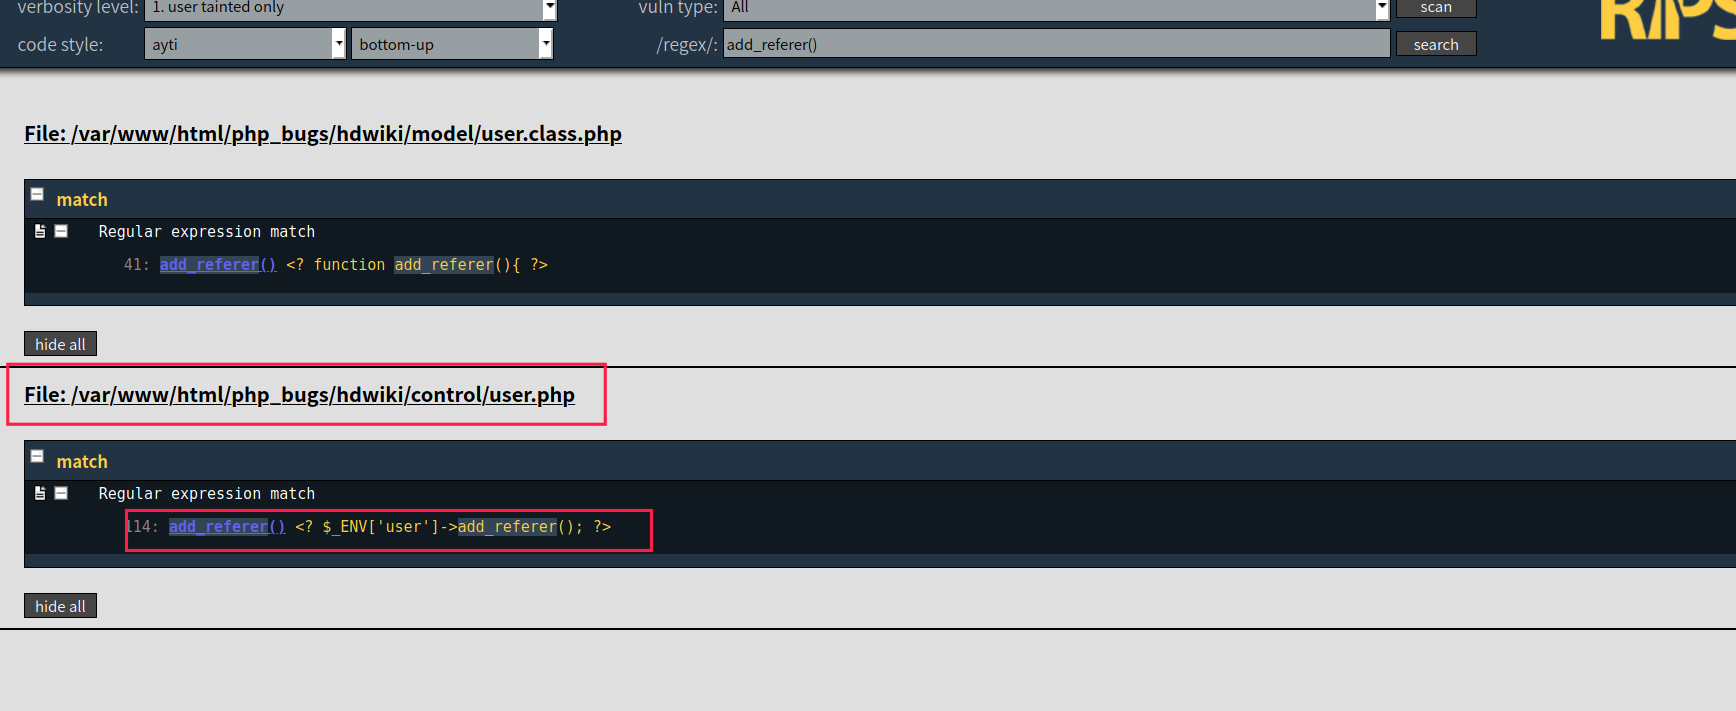 verbosity level: 1. user tainted only vuln type: All scan
code style: ayti bottom-up /regex/: add_referer() search
RIPS
File: /var/www/html/php_bugs/hdwiki/model/user.class.php
match
Regular expression match
41: add_referer() <? function add_referer(){ ?>
hide all
File: /var/www/html/php_bugs/hdwiki/control/user.php
match
Regular expression match
114: add_referer() <? $_ENV['user']->add_referer(); ?>
hide all